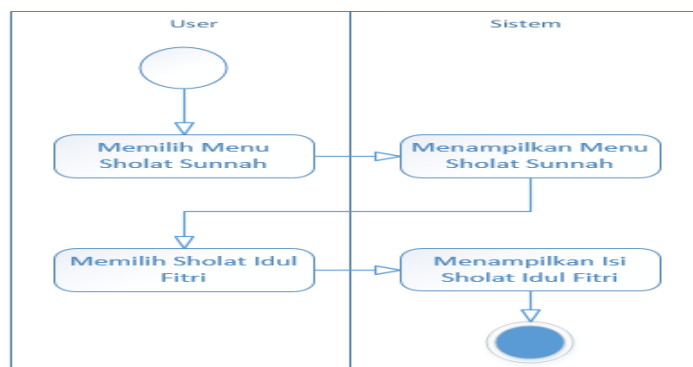 User
Sistem
Memilih Menu
Sholat Sunnah
Menampilkan Menu
Sholat Sunnah
Memilih Sholat Idul
Fitri
Menampilkan Isi
Sholat Idul Fitri